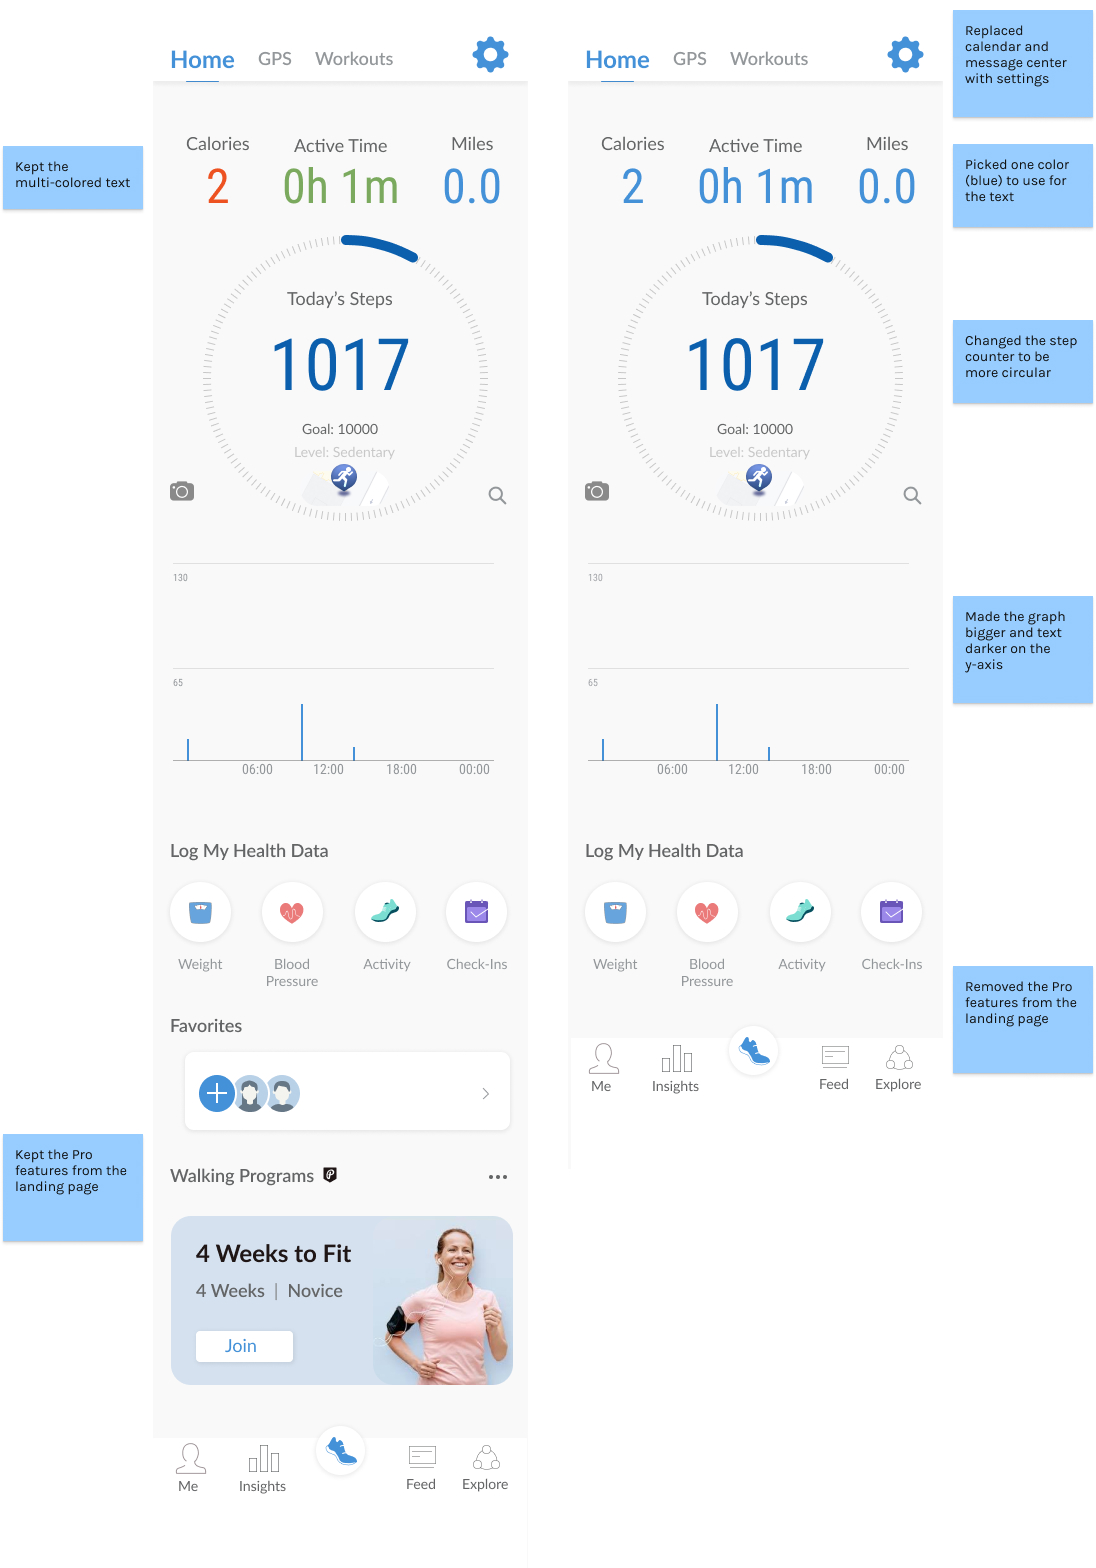 Kept the
multi-colored text
Kept the Pro
features from the
landing page
Home GPS Workouts
Calories Active Time Miles
2 0h 1m 0.0
Today's Steps
1017
Goal: 10000
Level: Sedentary
130
65
06:00 12:00 18:00 00:00
Log My Health Data
Weight Blood Activity Check-Ins
Pressure
Favorites
Walking Programs
4 Weeks to Fit
4 Weeks | Novice
Join
Me Insights Feed Explore
Home GPS Workouts
Calories Active Time Miles
2 0h 1m 0.0
Today's Steps
1017
Goal: 10000
Level: Sedentary
130
65
06:00 12:00 18:00 00:00
Log My Health Data
Weight Blood Activity Check-Ins
Pressure
Me Insights Feed Explore
Replaced
calendar and
message center
with settings
Picked one color
(blue) to use for
the text
Changed the step
counter to be
more circular
Made the graph
bigger and text
darker on the
y-axis
Removed the Pro
features from the
landing page